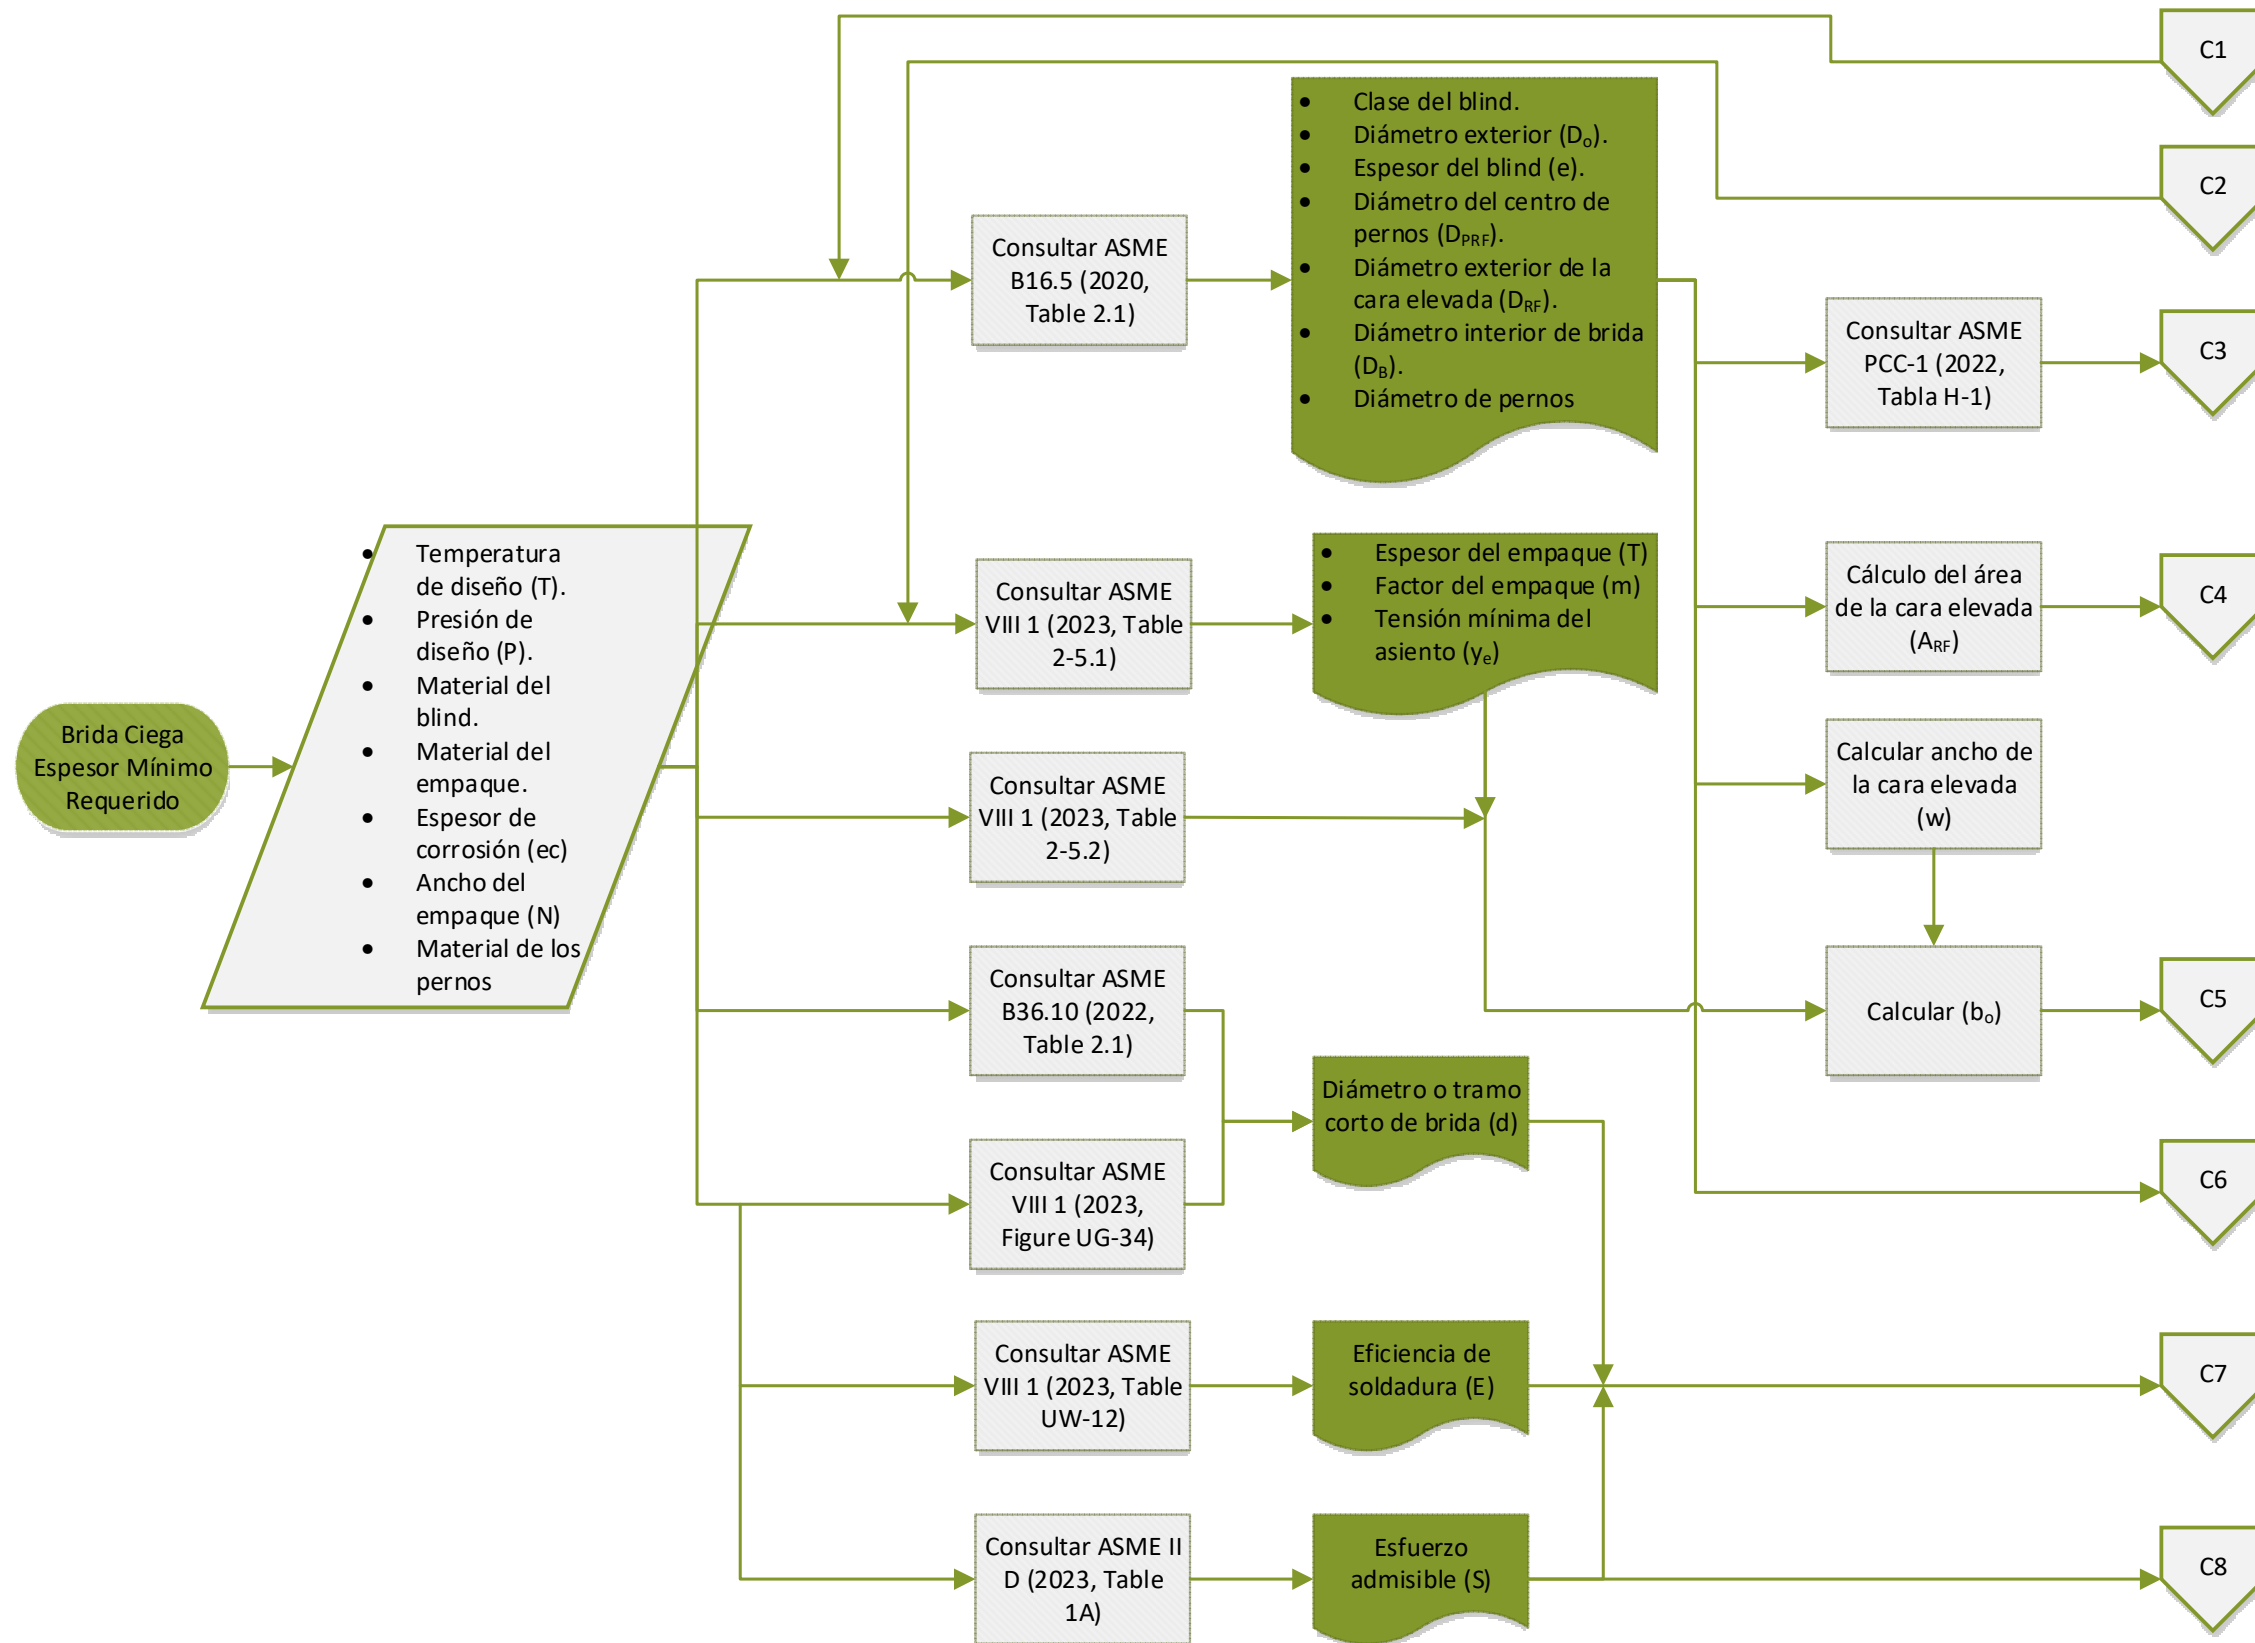 Brida Ciega
Espesor Mínimo
Requerido
• Temperatura
de diseño (T).
• Presión de
diseño (P).
• Material del
blind.
• Material del
empaque.
• Espesor de
corrosión (ec)
• Ancho del
empaque (N)
• Material de los
pernos
Consultar ASME
B16.5 (2020,
Table 2.1)
Consultar ASME
VIII 1 (2023, Table
2-5.1)
Consultar ASME
VIII 1 (2023, Table
2-5.2)
Consultar ASME
B36.10 (2022,
Table 2.1)
Consultar ASME
VIII 1 (2023,
Figure UG-34)
Consultar ASME
VIII 1 (2023, Table
UW-12)
Consultar ASME II
D (2023, Table
1A)
• Clase del blind.
• Diámetro exterior (Do).
• Espesor del blind (e).
• Diámetro del centro de
pernos (DPRF).
• Diámetro exterior de la
cara elevada (DRF).
• Diámetro interior de brida
(DB).
• Diámetro de pernos
• Espesor del empaque (T)
• Factor del empaque (m)
• Tensión mínima del
asiento (ye)
Diámetro o tramo
corto de brida (d)
Eficiencia de
soldadura (E)
Esfuerzo
admisible (S)
Consultar ASME
PCC-1 (2022,
Tabla H-1)
Cálculo del área
de la cara elevada
(ARF)
Calcular ancho de
la cara elevada
(w)
Calcular (bo)
C1
C2
C3
C4
C5
C6
C7
C8